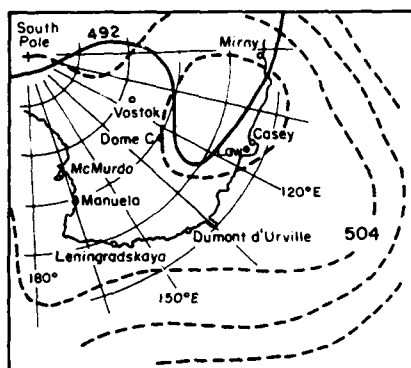 South
Pole
492
Mirny
Vostok
Dome C
Casey
Law
McMurdo
120°E
Manuela
Dumont d'Urville
504
Leningradskaya
180°
150°E